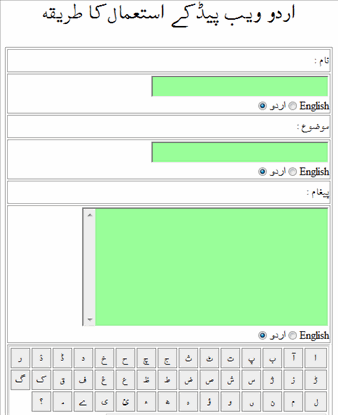 اردو ویب پیڈ کے استعمال کا طریقہ
نام :
English اردو
موضوع :
English اردو
پیغام :
English اردو
ا آ ب پ ت ٹ ث ج چ ح خ د ڈ ذ ر
ڑ ز ژ س ش ص ض ط ظ ع غ ف ق ک گ
ل م ن ں و ؤ ہ ھ ء ئ ی ے ۔ ؟